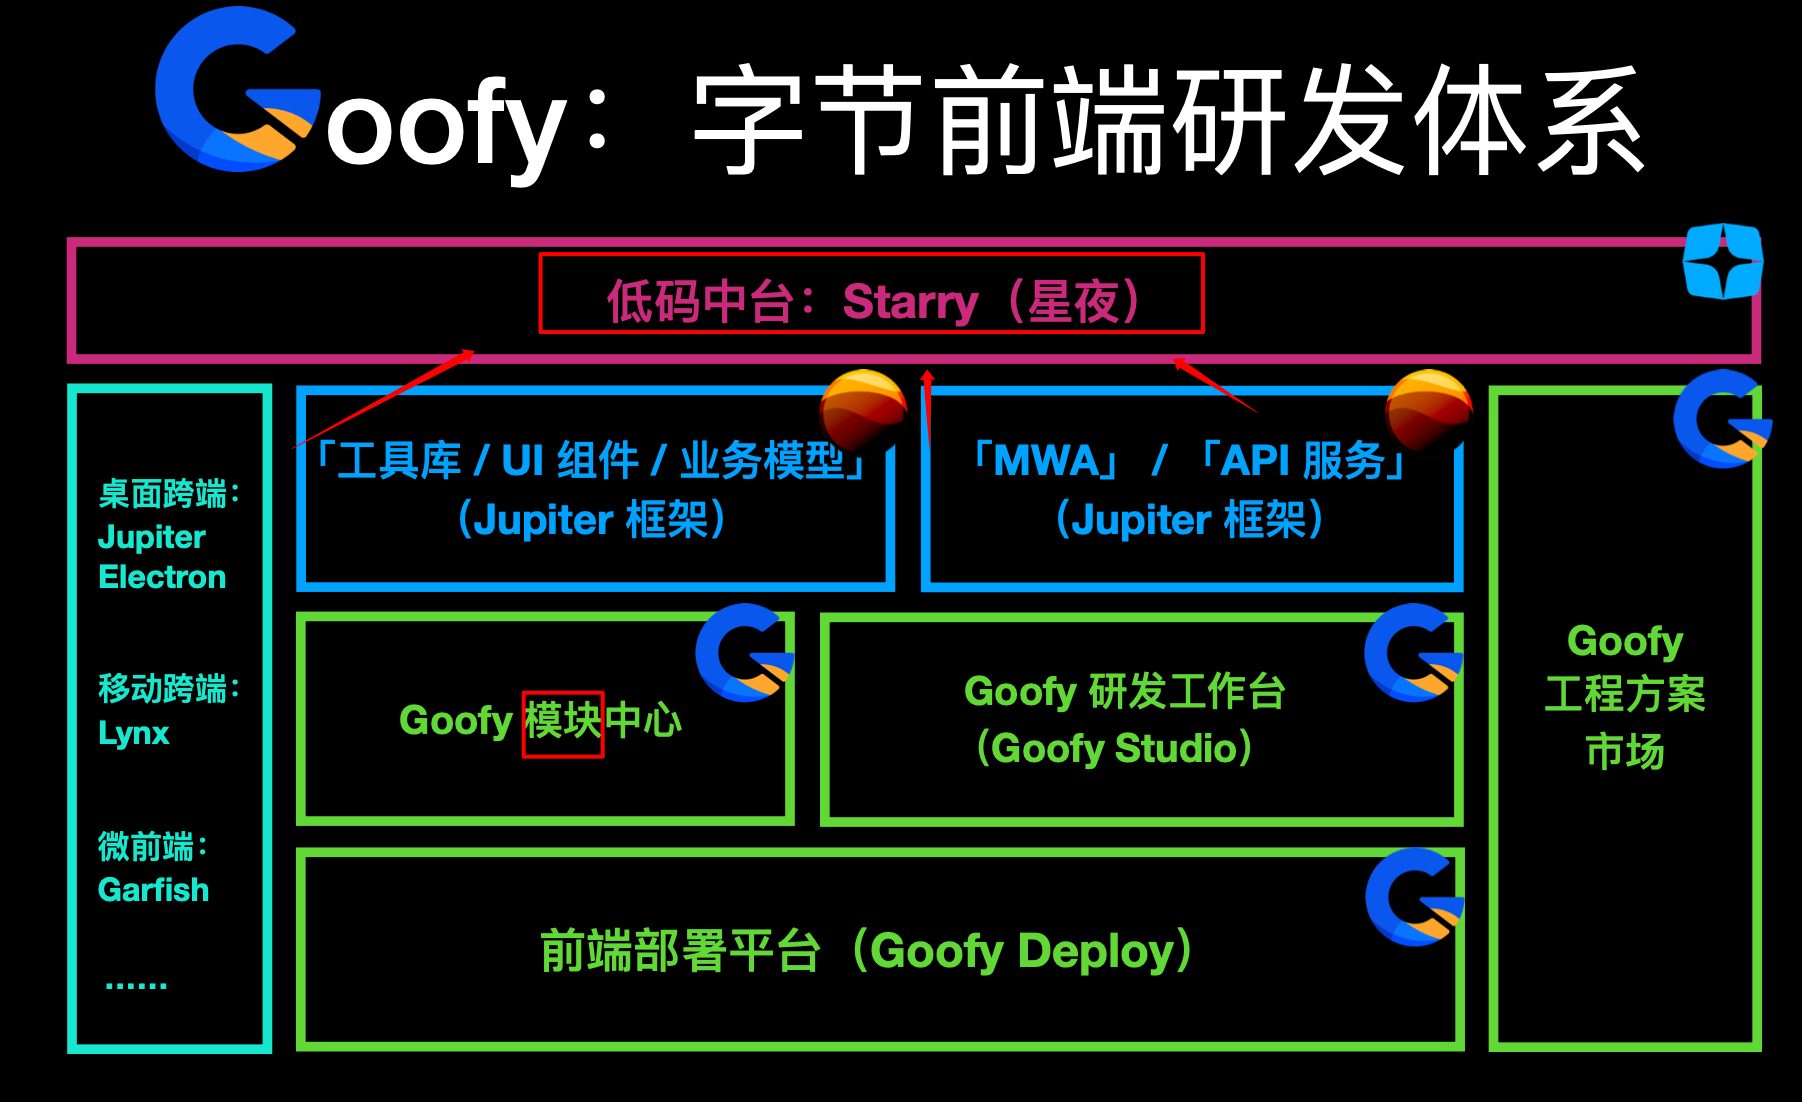 Goofy：字节前端研发体系
低码中台：Starry（星夜）
桌面跨端：
Jupiter
Electron
移动跨端：
Lynx
微前端：
Garfish
......
「工具库 / UI 组件 / 业务模型」
（Jupiter 框架）
「MWA」 / 「API 服务」
（Jupiter 框架）
Goofy 模块中心
Goofy 研发工作台
（Goofy Studio）
前端部署平台（Goofy Deploy）
Goofy
工程方案
市场